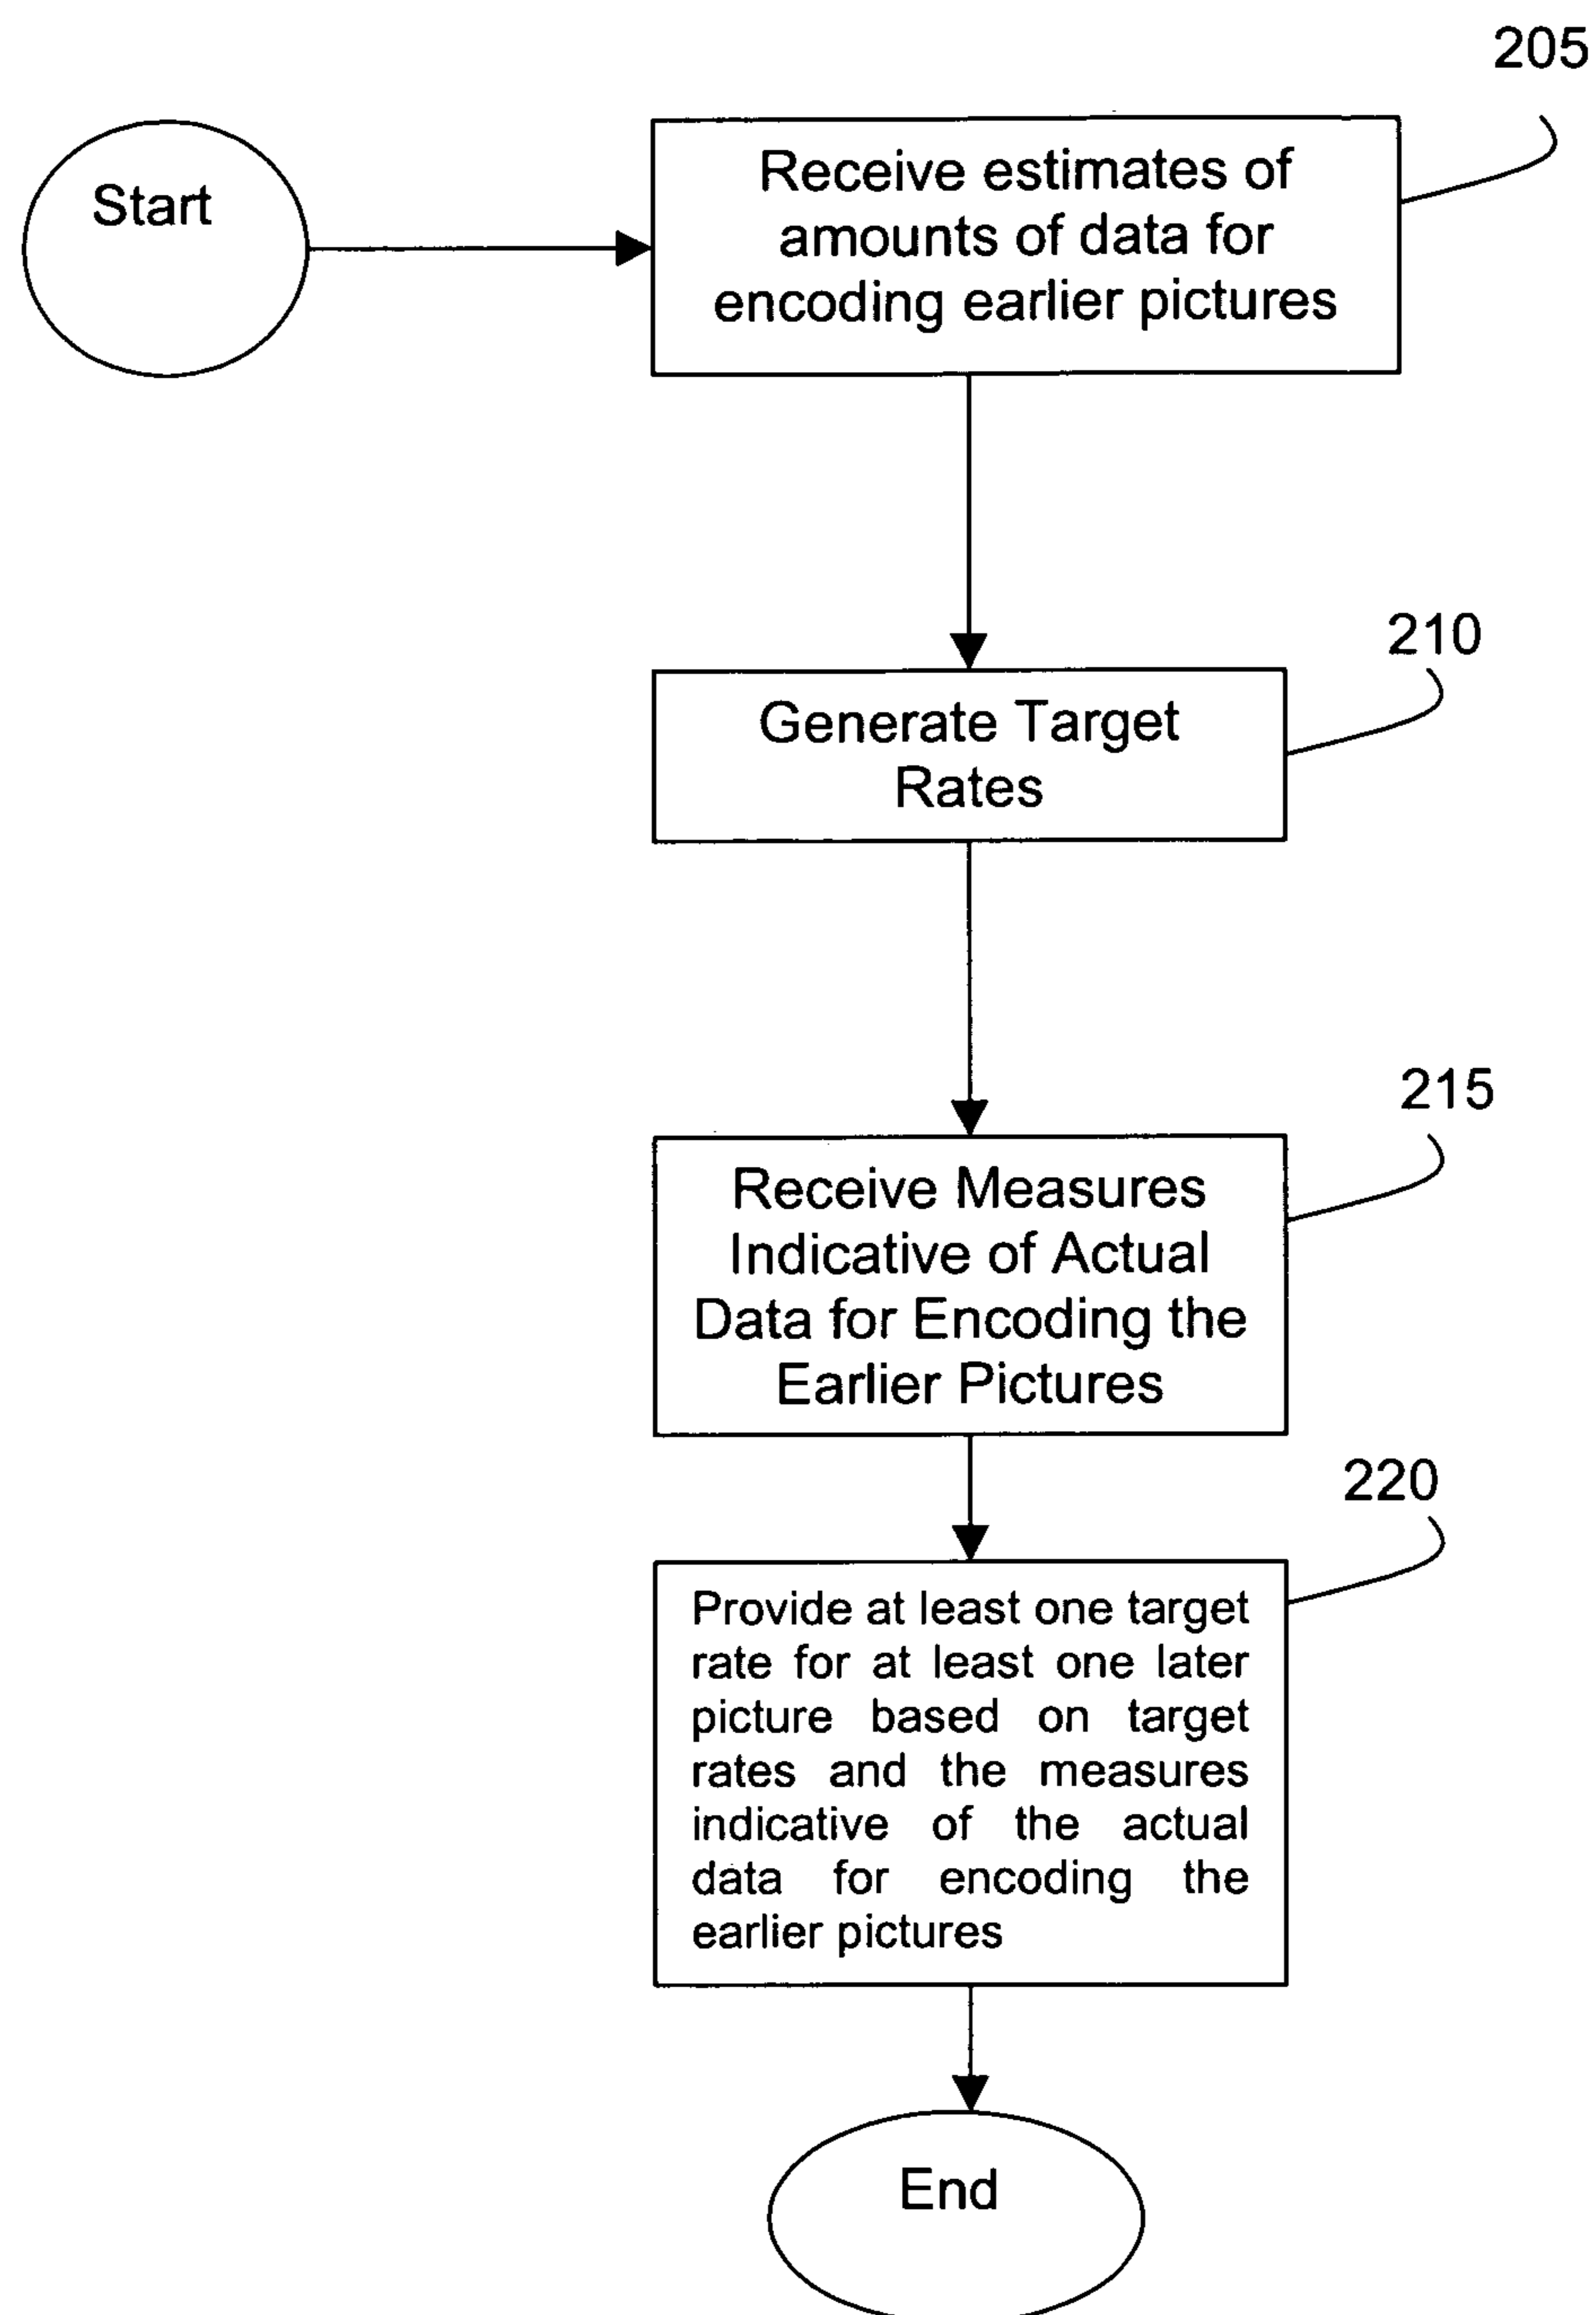 205
Start
Receive estimates of
amounts of data for
encoding earlier pictures
210
Generate Target
Rates
215
Receive Measures
Indicative of Actual
Data for Encoding the
Earlier Pictures
220
Provide at least one target
rate for at least one later
picture based on target
rates and the measures
indicative of the actual
data for encoding the
earlier pictures
End